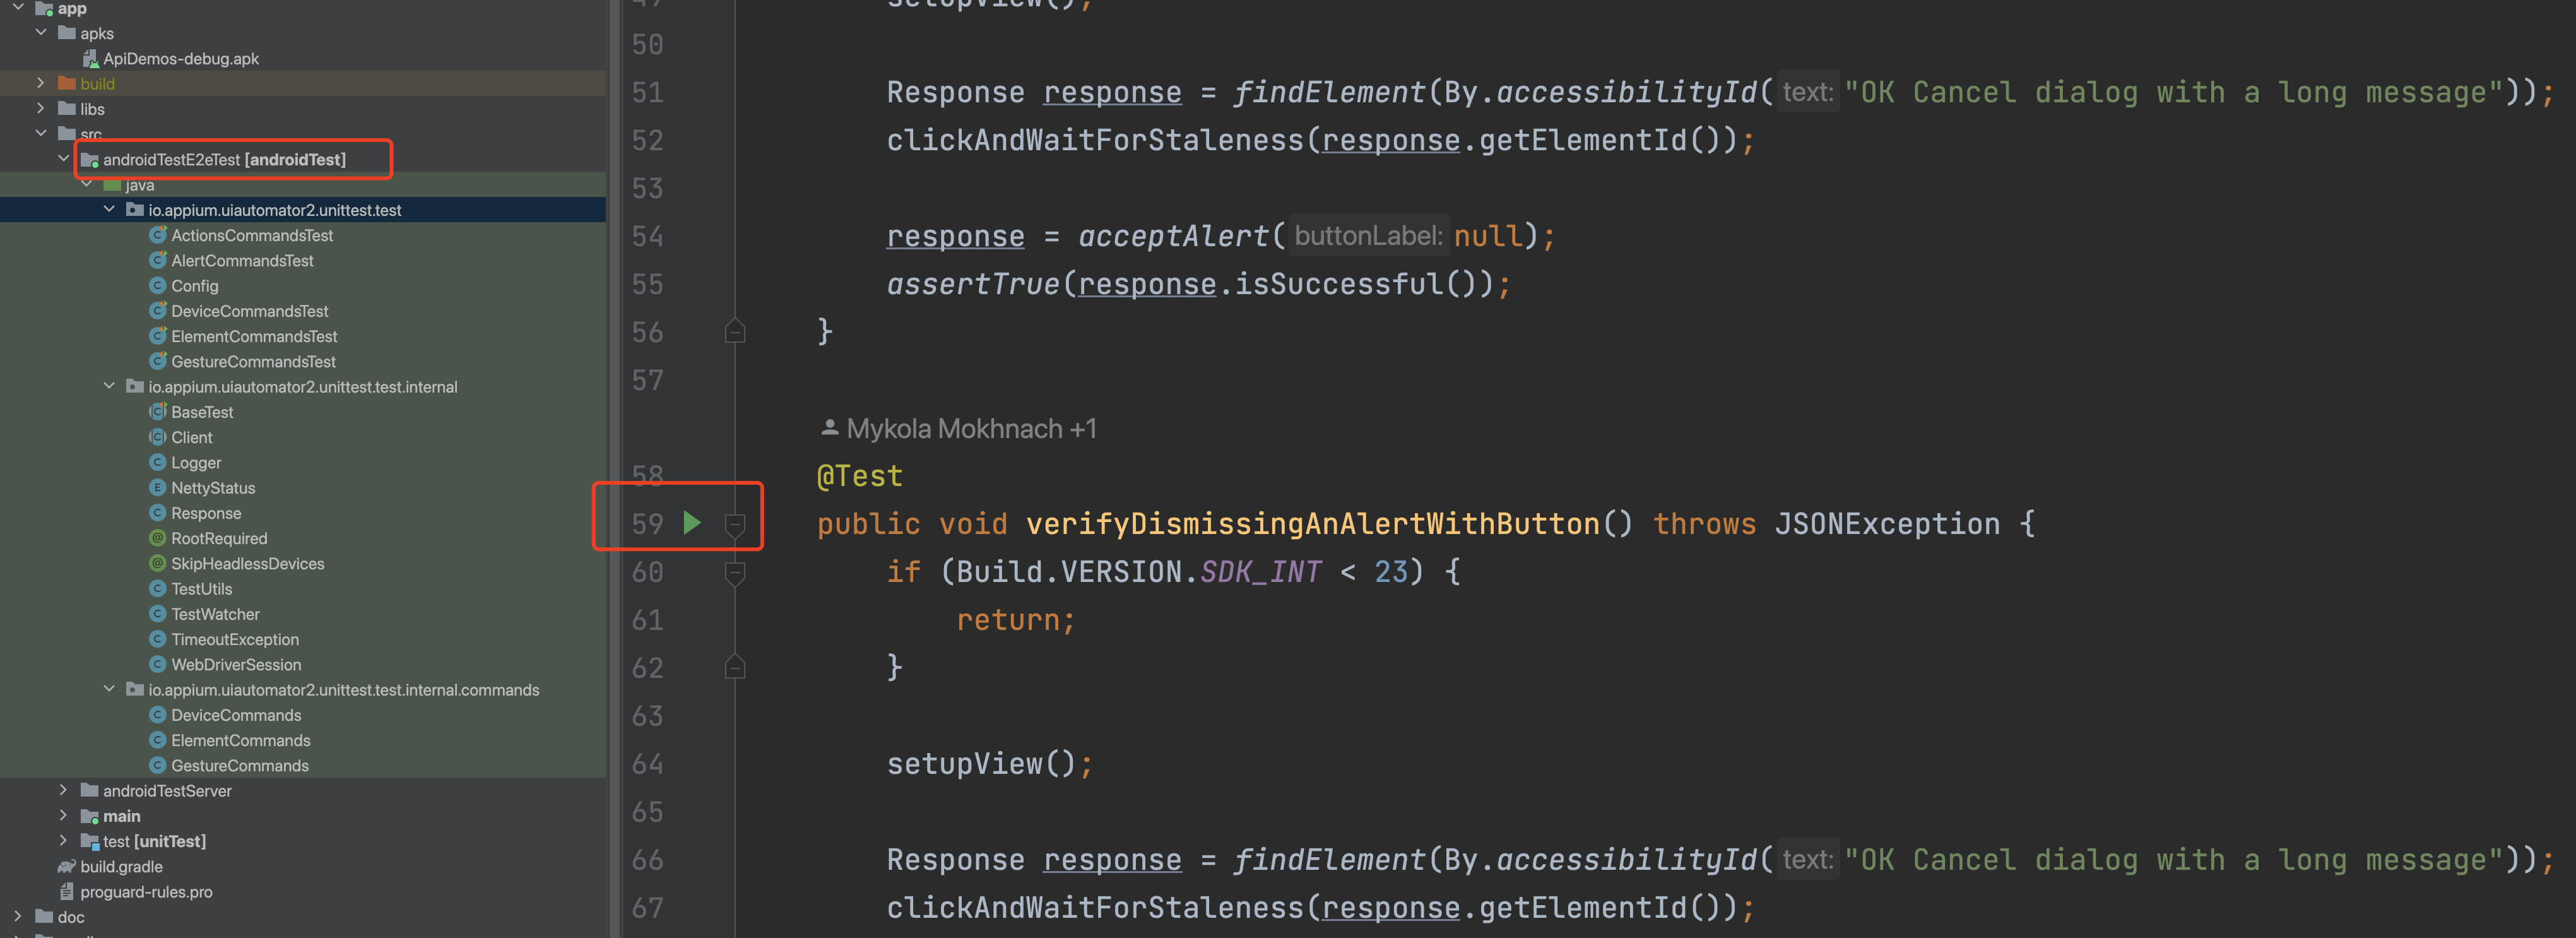 app
apks
ApiDemos-debug.apk
build
libs
src
androidTestE2eTest [androidTest]
java
io.appium.uiautomator2.unittest.test
ActionsCommandsTest
AlertCommandsTest
Config
DeviceCommandsTest
ElementCommandsTest
GestureCommandsTest
io.appium.uiautomator2.unittest.test.internal
BaseTest
Client
Logger
NettyStatus
Response
RootRequired
SkipHeadlessDevices
TestUtils
TestWatcher
TimeoutException
WebDriverSession
io.appium.uiautomator2.unittest.test.internal.commands
DeviceCommands
ElementCommands
GestureCommands
androidTestServer
main
test [unitTest]
build.gradle
proguard-rules.pro
doc
49 setupView();
50
51 Response response = findElement(By.accessibilityId( text: "OK Cancel dialog with a long message"));
52 clickAndWaitForStaleness(response.getElementId());
53
54 response = acceptAlert( buttonLabel: null);
55 assertTrue(response.isSuccessful());
56 }
57
Mykola Mokhnach +1
58 @Test
59 public void verifyDismissingAnAlertWithButton() throws JSONException {
60 if (Build.VERSION.SDK_INT < 23) {
61 return;
62 }
63
64 setupView();
65
66 Response response = findElement(By.accessibilityId( text: "OK Cancel dialog with a long message"));
67 clickAndWaitForStaleness(response.getElementId());